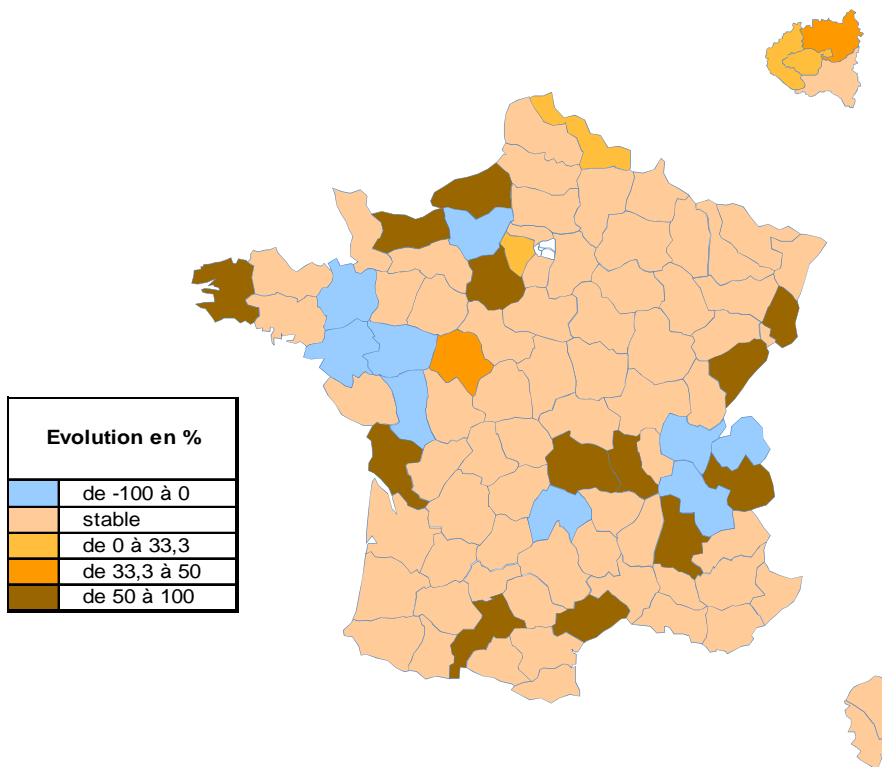 Evolution en %
de -100 à 0
stable
de 0 à 33,3
de 33,3 à 50
de 50 à 100